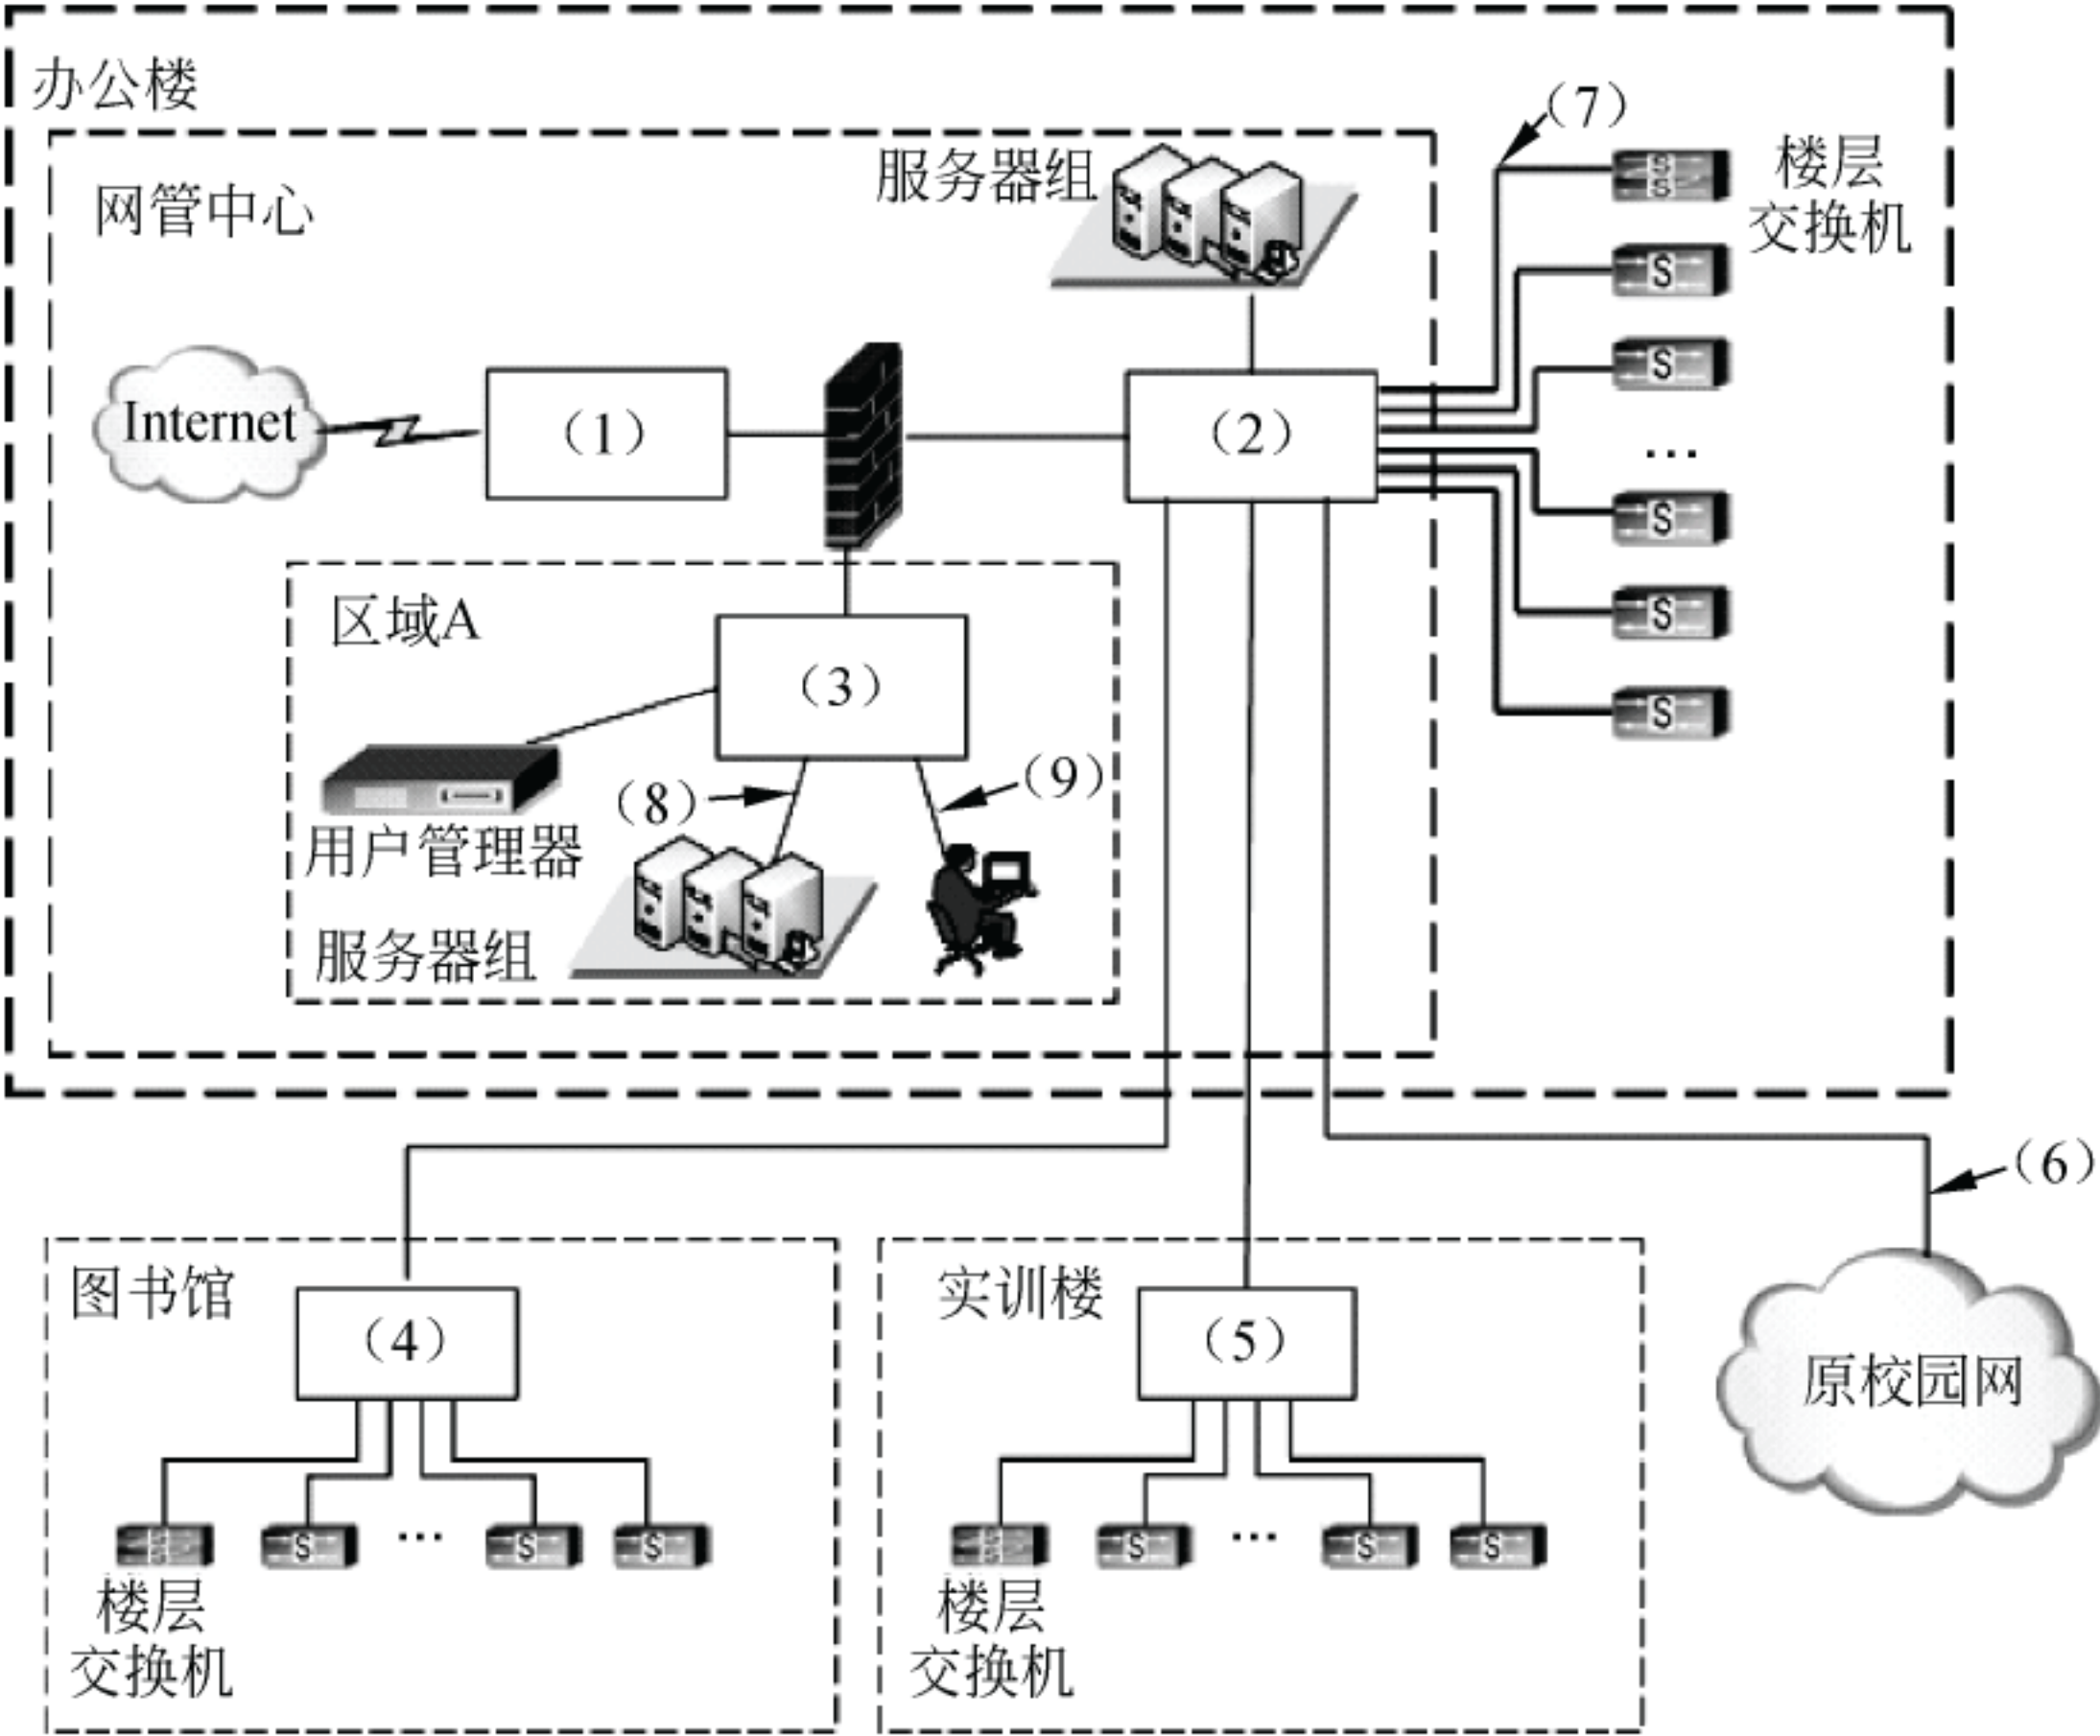 办公楼
网管中心
服务器组
（7）
楼层
交换机
S
S
S
S
...
S
S
S
Internet
（1）
（2）
区域A
（3）
（8）
（9）
用户管理器
服务器组
（6）
图书馆
（4）
S
S
S
S
S
...
楼层
交换机
实训楼
（5）
S
S
S
S
S
...
楼层
交换机
原校园网